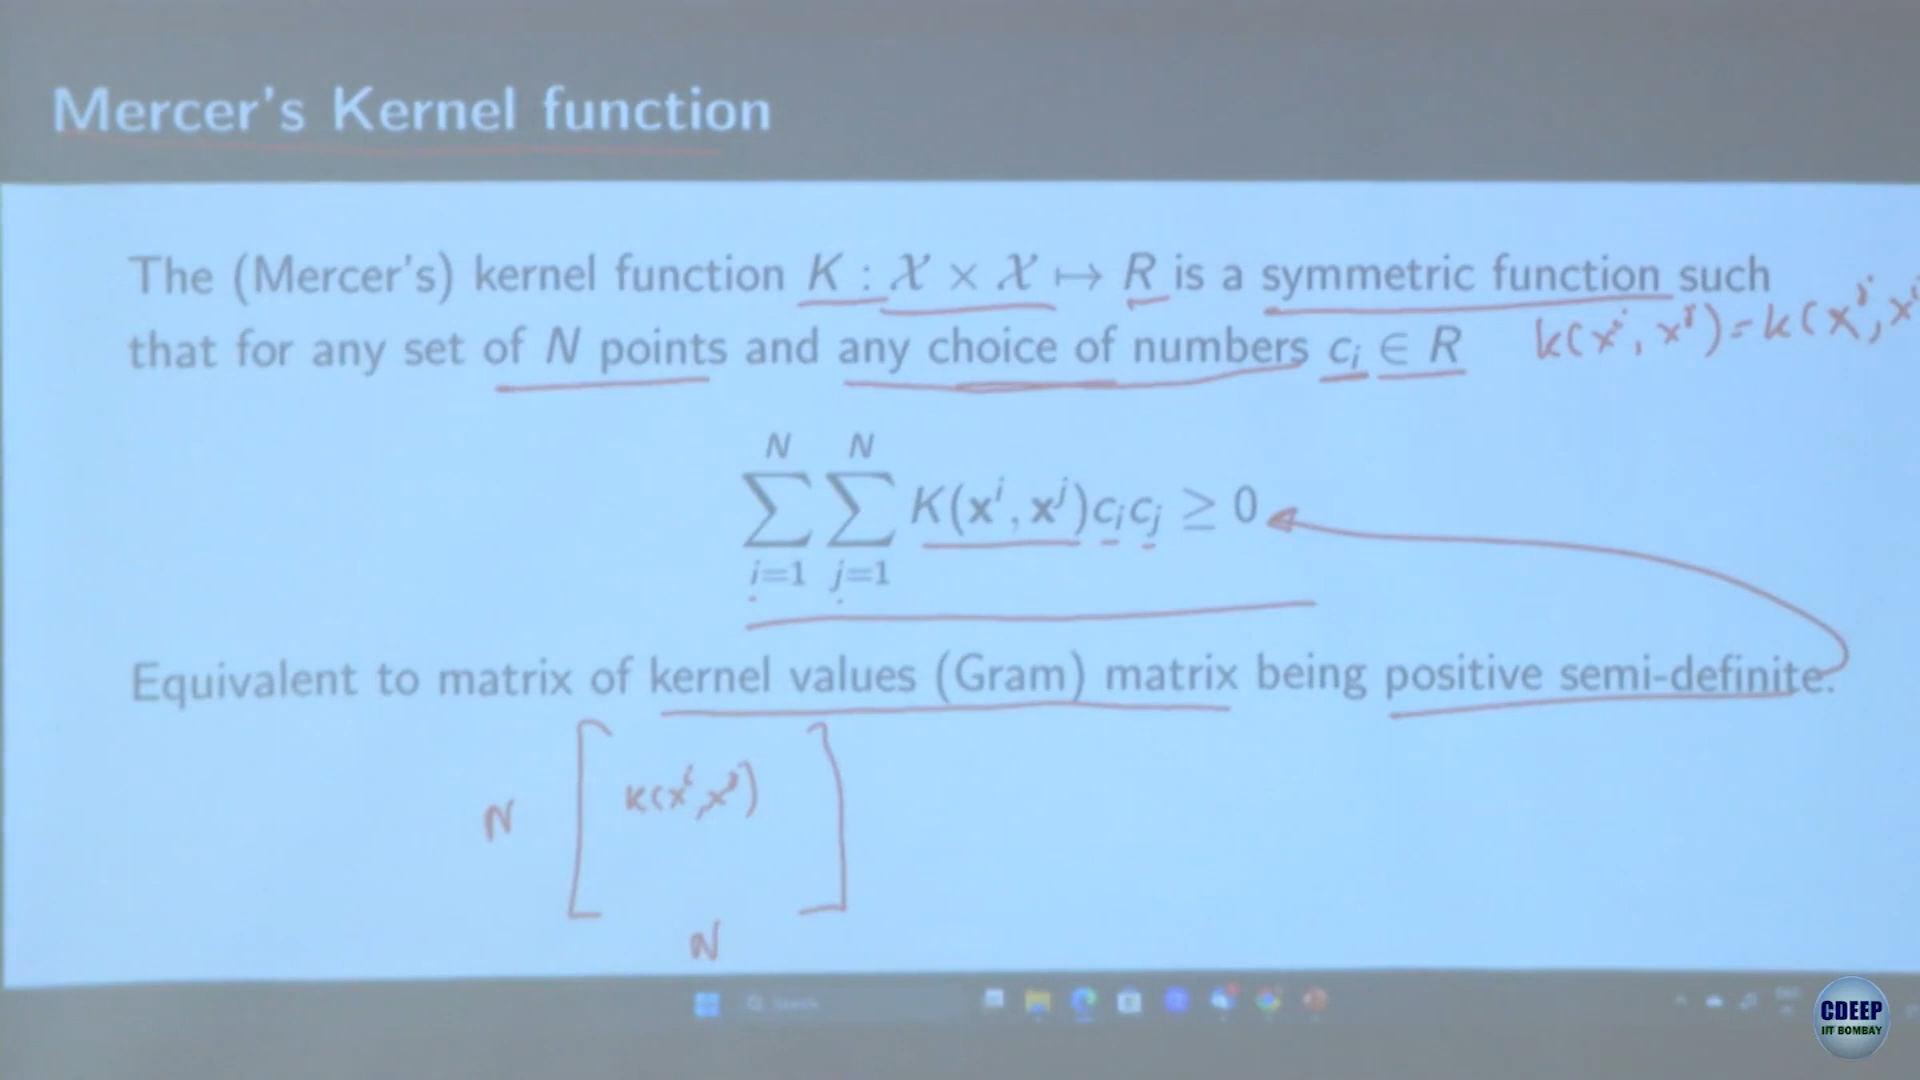 Mercer's Kernel function
The (Mercer's) kernel function K : 𝒳 × 𝒳 ↦ R is a symmetric function such
that for any set of N points and any choice of numbers cᵢ ∈ R
k(xⁱ, xʲ) = k(xʲ, xⁱ
N N
∑ ∑ K(xⁱ, xʲ)cᵢcⱼ ≥ 0
i=1 j=1
Equivalent to matrix of kernel values (Gram) matrix being positive semi-definite.
N [ K(xⁱ, xʲ) ]
N
Search
CDEEP
IIT BOMBAY